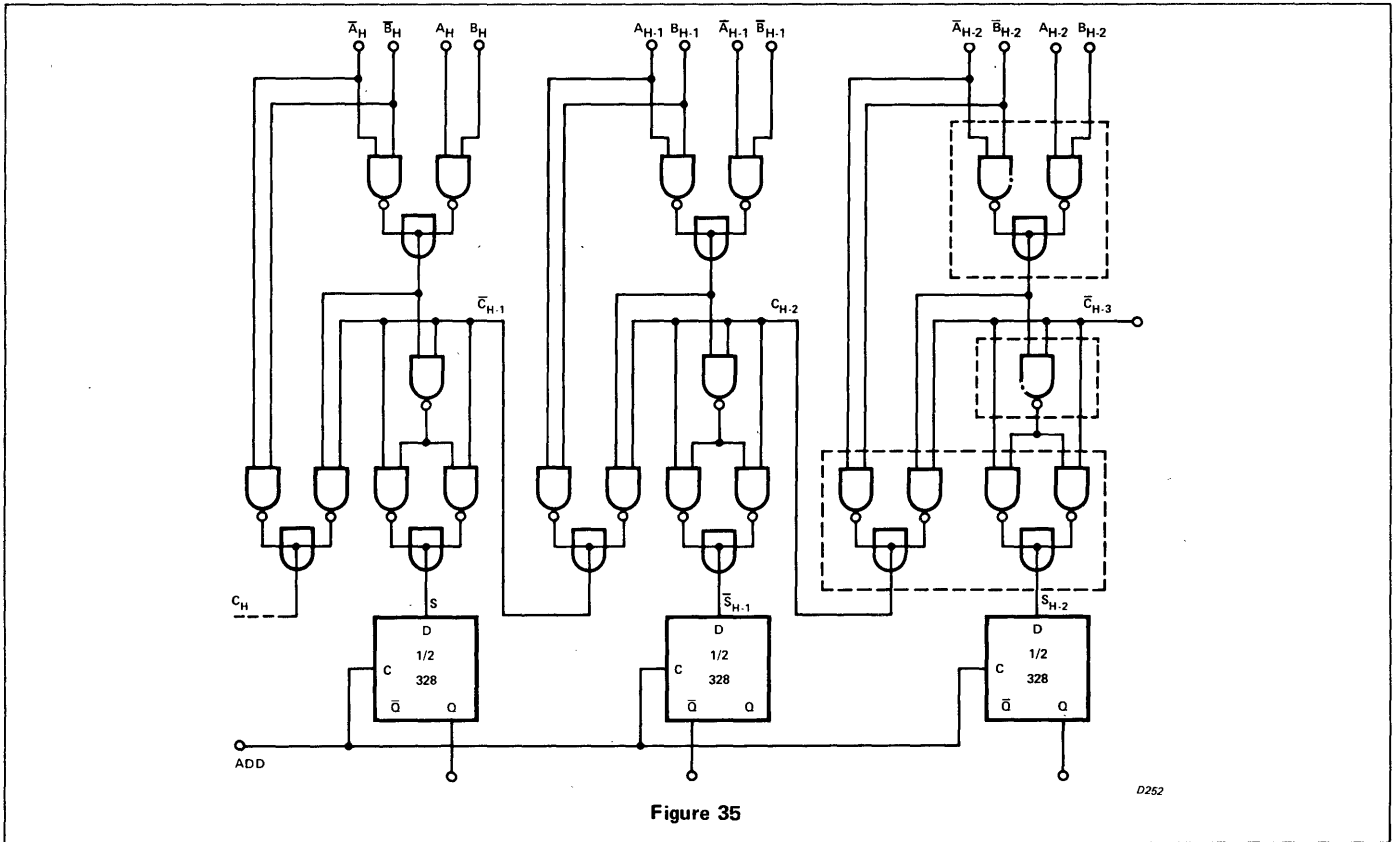 A̅H B̅H AH BH AH-1 BH-1 A̅H-1 B̅H-1 A̅H-2 B̅H-2 AH-2 BH-2
C̅H-1 CH-2 C̅H-3
CH S S̅H-1 SH-2
D D D
1/2 1/2 1/2
C C C
328 328 328
Q̅ Q Q̅ Q Q̅ Q
ADD
D252
Figure 35